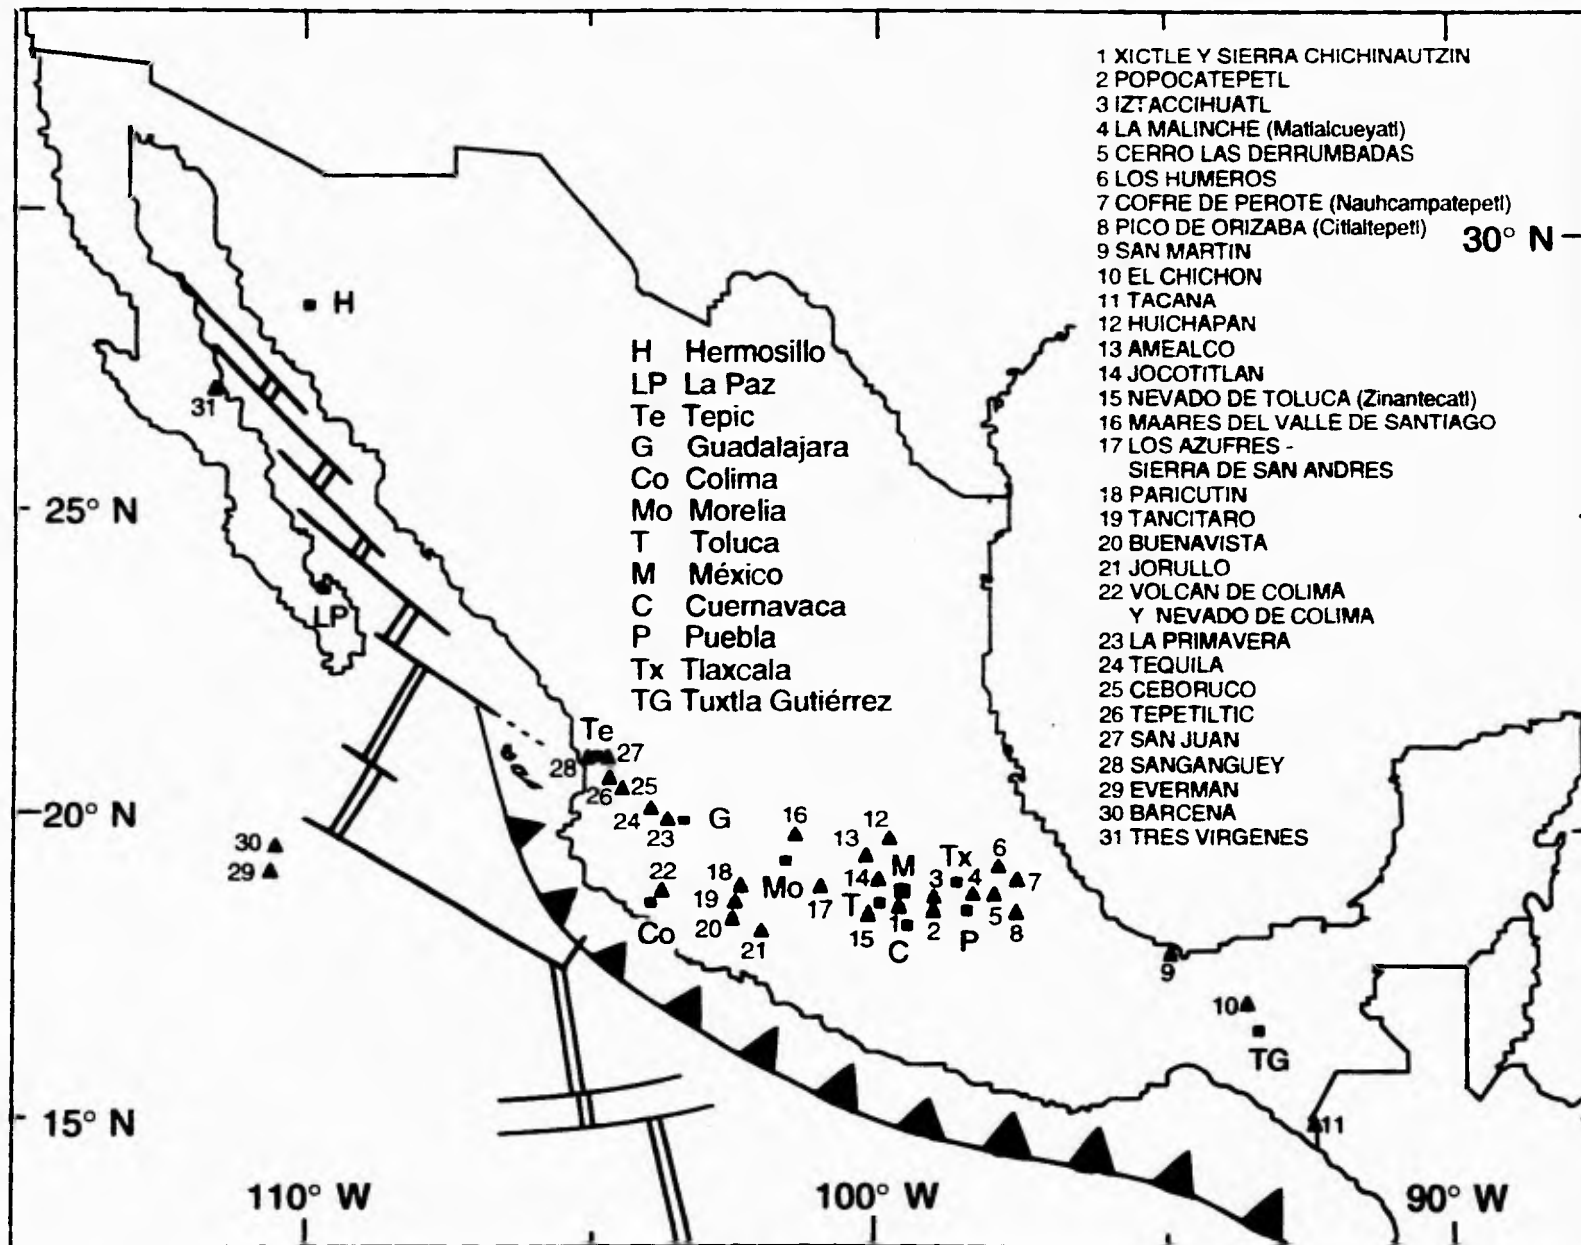 1 XICTLE Y SIERRA CHICHINAUTZIN
2 POPOCATEPETL
3 IZTACCIHUATL
4 LA MALINCHE (Matlalcueyatl)
5 CERRO LAS DERRUMBADAS
6 LOS HUMEROS
7 COFRE DE PEROTE (Nauhcampatepetl)
8 PICO DE ORIZABA (Citlaltepetl)
9 SAN MARTIN
10 EL CHICHON
11 TACANA
12 HUICHAPAN
13 AMEALCO
14 JOCOTITLAN
15 NEVADO DE TOLUCA (Zinantecatl)
16 MAARES DEL VALLE DE SANTIAGO
17 LOS AZUFRES -
SIERRA DE SAN ANDRES
18 PARICUTIN
19 TANCITARO
20 BUENAVISTA
21 JORULLO
22 VOLCAN DE COLIMA
Y NEVADO DE COLIMA
23 LA PRIMAVERA
24 TEQUILA
25 CEBORUCO
26 TEPETILTIC
27 SAN JUAN
28 SANGANGUEY
29 EVERMAN
30 BARCENA
31 TRES VIRGENES
30° N
H Hermosillo
LP La Paz
Te Tepic
G Guadalajara
Co Colima
Mo Morelia
T Toluca
M México
C Cuernavaca
P Puebla
Tx Tlaxcala
TG Tuxtla Gutiérrez
H
31
25° N
LP
Te
28
27
26
25
20° N
24
23
G
16
13
12
30
29
22
18
Mo
17
14
M
3
Tx
4
6
7
19
T
1
5
Co
20
21
15
C
2
P
8
9
10
TG
15° N
11
110° W
100° W
90° W